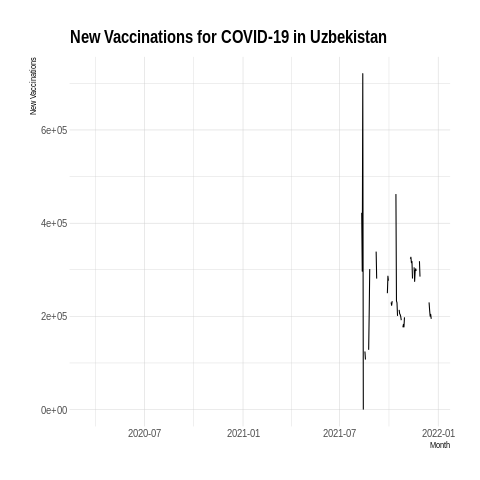 New Vaccinations for COVID-19 in Uzbekistan
New Vaccinations
6e+05
4e+05
2e+05
0e+00
2020-07
2021-01
2021-07
2022-01
Month